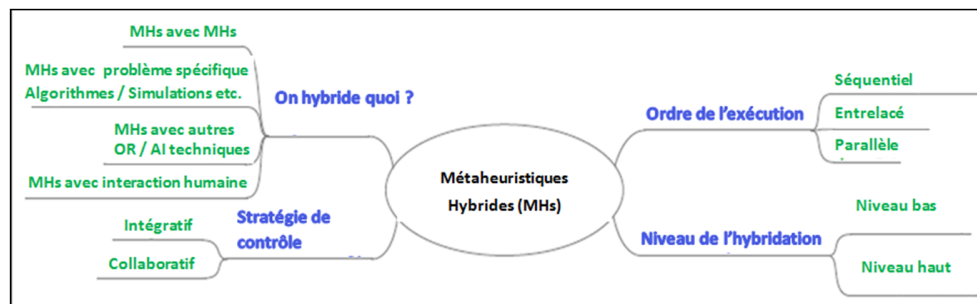 MHs avec MHs
MHs avec problème spécifique
Algorithmes / Simulations etc.
MHs avec autres
OR / AI techniques
MHs avec interaction humaine
On hybride quoi ?
Intégratif
Collaboratif
Stratégie de
contrôle
Métaheuristiques
Hybrides (MHs)
Ordre de l'exécution
Séquentiel
Entrelacé
Parallèle
Niveau de l'hybridation
Niveau bas
Niveau haut